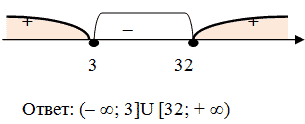 + – +
3 32
Ответ: (– ∞; 3]U [32; + ∞)